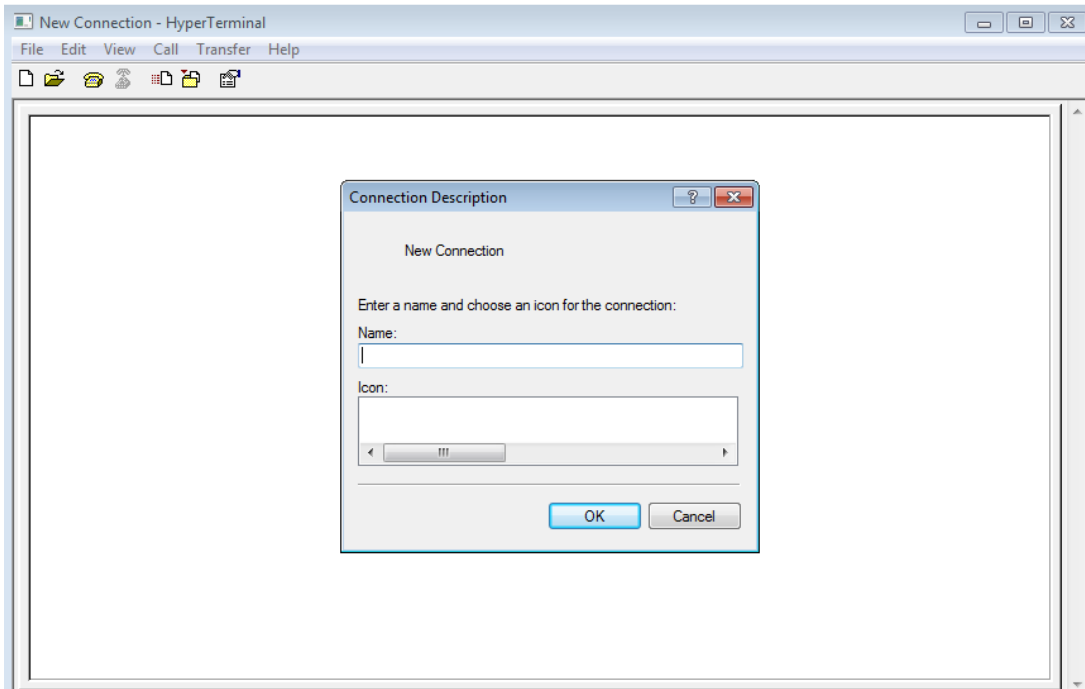 New Connection - HyperTerminal
File Edit View Call Transfer Help
Connection Description
New Connection
Enter a name and choose an icon for the connection:
Name:
Icon:
OK Cancel